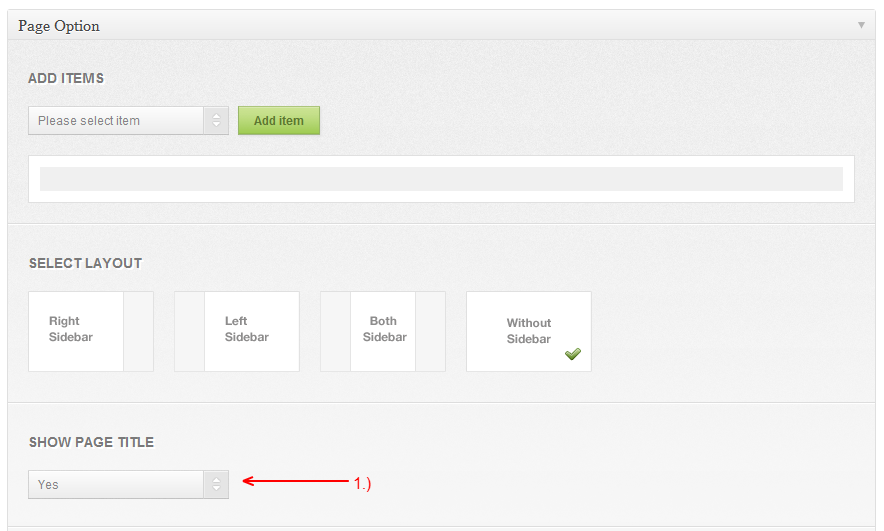 Page Option
ADD ITEMS
Please select item
Add item
SELECT LAYOUT
Right
Sidebar
Left
Sidebar
Both
Sidebar
Without
Sidebar
SHOW PAGE TITLE
Yes
1.)